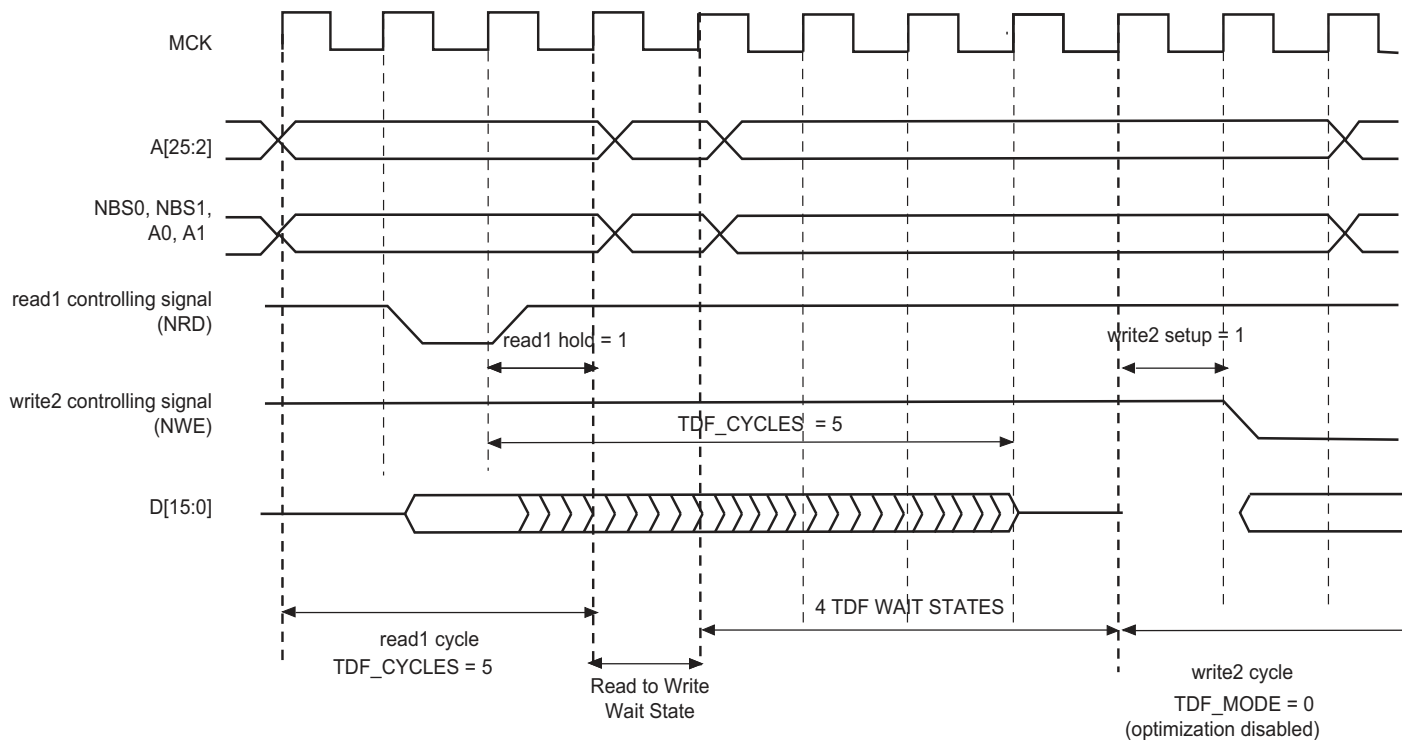 MCK
A[25:2]
NBS0, NBS1,
A0, A1
read1 controlling signal
(NRD)
read1 hold = 1
write2 setup = 1
write2 controlling signal
(NWE)
TDF_CYCLES = 5
D[15:0]
4 TDF WAIT STATES
read1 cycle
TDF_CYCLES = 5
Read to Write
Wait State
write2 cycle
TDF_MODE = 0
(optimization disabled)